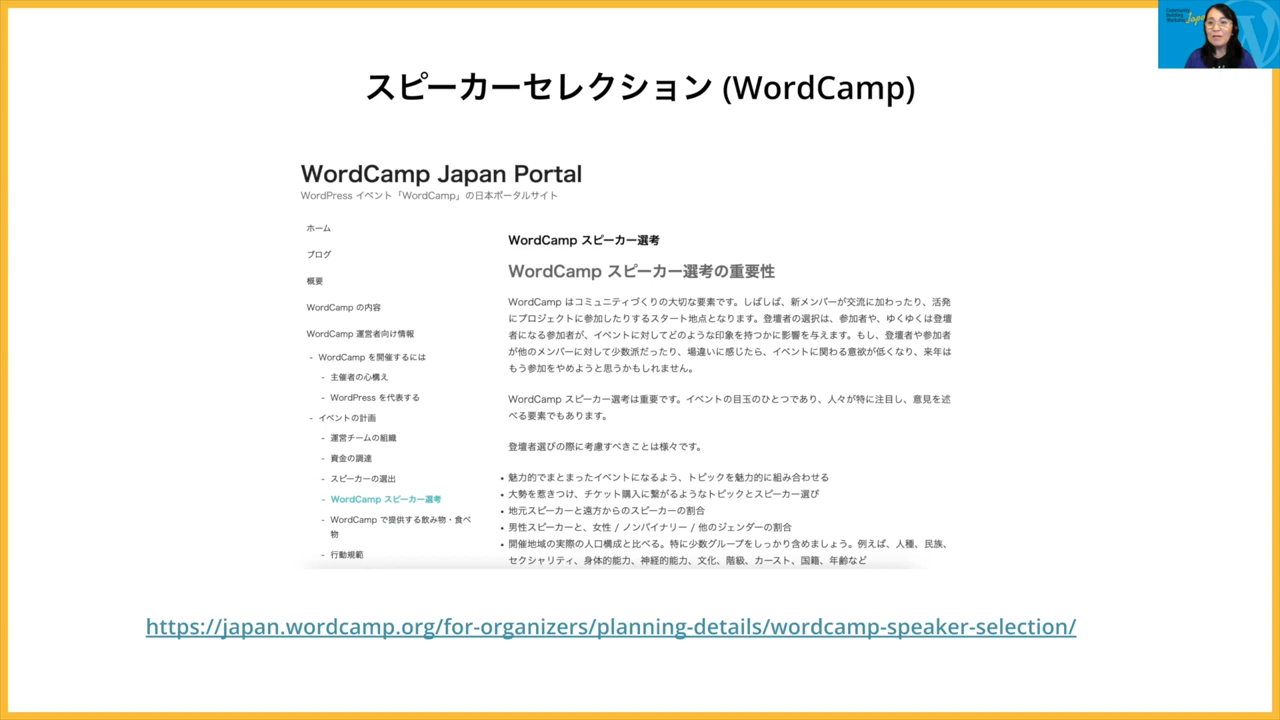 Community
Building
Workshop
Japan
スピーカーセレクション (WordCamp)
WordCamp Japan Portal
WordPress イベント「WordCamp」の日本ポータルサイト
ホーム
ブログ
概要
WordCamp の内容
WordCamp 運営者向け情報
- WordCamp を開催するには
- 主催者の心構え
- WordPress を代表する
- イベントの計画
- 運営チームの組織
- 資金の調達
- スピーカーの選出
- WordCamp スピーカー選考
- WordCamp で提供する飲み物・食べ
物
- 行動規範
WordCamp スピーカー選考
WordCamp スピーカー選考の重要性
WordCamp はコミュニティづくりの大切な要素です。しばしば、新メンバーが交流に加わったり、活発
にプロジェクトに参加したりするスタート地点となります。登壇者の選択は、参加者や、ゆくゆくは登壇
者になる参加者が、イベントに対してどのような印象を持つかに影響を与えます。もし、登壇者や参加者
が他のメンバーに対して少数派だったり、場違いに感じたら、イベントに関わる意欲が低くなり、来年は
もう参加をやめようと思うかもしれません。
WordCamp スピーカー選考は重要です。イベントの目玉のひとつであり、人々が特に注目し、意見を述
べる要素でもあります。
登壇者選びの際に考慮すべきことは様々です。
• 魅力的でまとまったイベントになるよう、トピックを魅力的に組み合わせる
• 大勢を惹きつけ、チケット購入に繋がるようなトピックとスピーカー選び
• 地元スピーカーと遠方からのスピーカーの割合
• 男性スピーカーと、女性 / ノンバイナリー / 他のジェンダーの割合
• 開催地域の実際の人口構成と比べる。特に少数グループをしっかり含めましょう。例えば、人種、民族、
セクシャリティ、身体的能力、神経的能力、文化、階級、カースト、国籍、年齢など
https://japan.wordcamp.org/for-organizers/planning-details/wordcamp-speaker-selection/